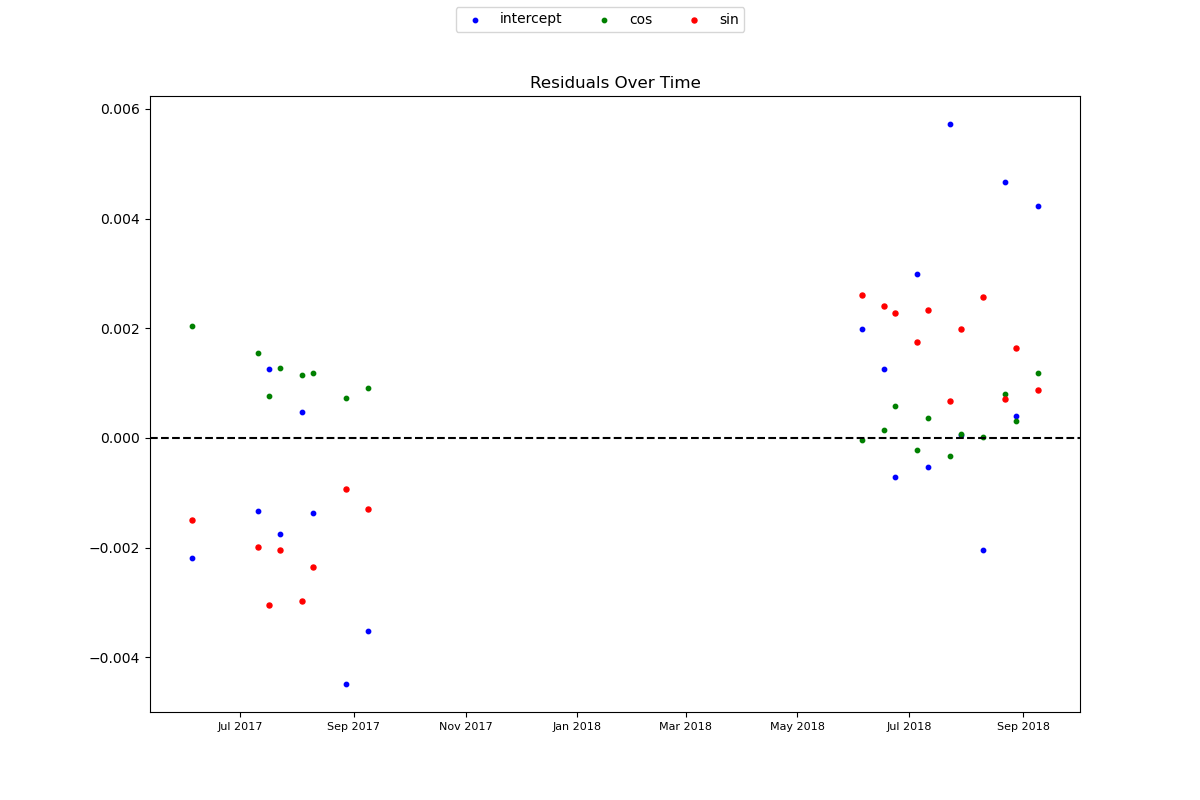 intercept cos sin
Residuals Over Time
0.006
0.004
0.002
0.000
−0.002
−0.004
Jul 2017 Sep 2017 Nov 2017 Jan 2018 Mar 2018 May 2018 Jul 2018 Sep 2018